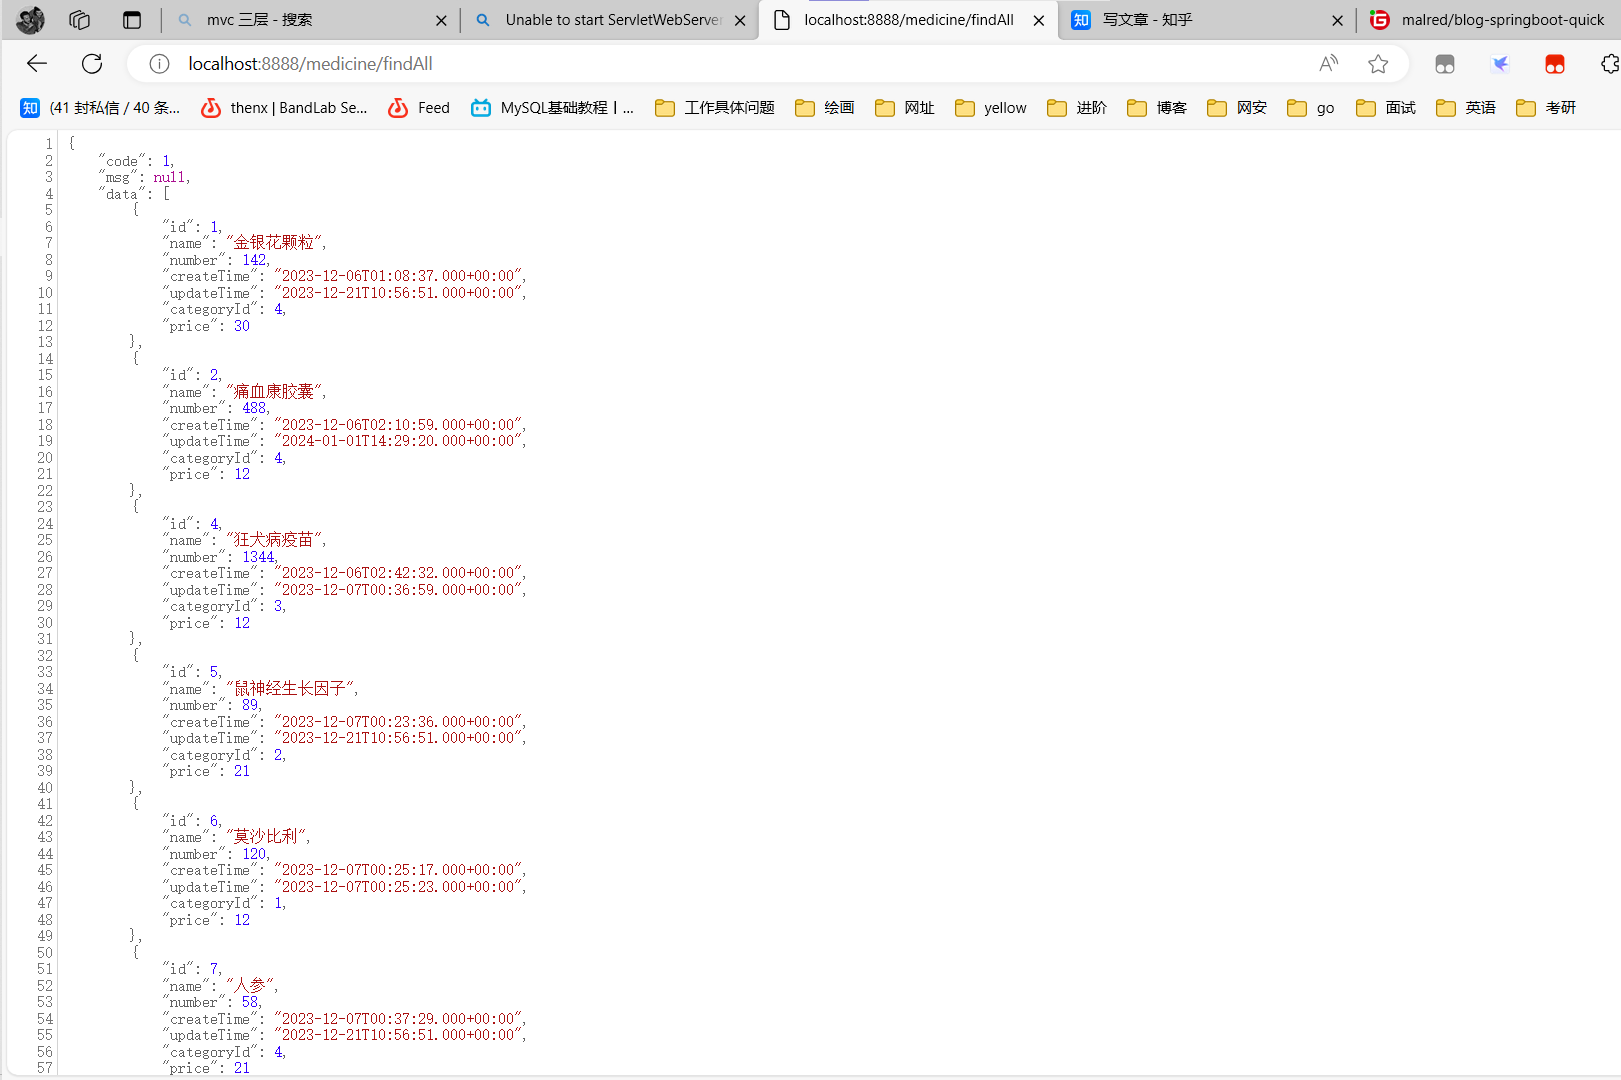 mvc 三层 - 搜索
Unable to start ServletWebServer
localhost:8888/medicine/findAll
写文章 - 知乎
malred/blog-springboot-quick
localhost:8888/medicine/findAll
(41 封私信 / 40 条...
thenx | BandLab Se...
Feed
MySQL基础教程丨...
工作具体问题
绘画
网址
yellow
进阶
博客
网安
go
面试
英语
考研
1 {
2 "code": 1,
3 "msg": null,
4 "data": [
5 {
6 "id": 1,
7 "name": "金银花颗粒",
8 "number": 142,
9 "createTime": "2023-12-06T01:08:37.000+00:00",
10 "updateTime": "2023-12-21T10:56:51.000+00:00",
11 "categoryId": 4,
12 "price": 30
13 },
14 {
15 "id": 2,
16 "name": "痛血康胶囊",
17 "number": 488,
18 "createTime": "2023-12-06T02:10:59.000+00:00",
19 "updateTime": "2024-01-01T14:29:20.000+00:00",
20 "categoryId": 4,
21 "price": 12
22 },
23 {
24 "id": 4,
25 "name": "狂犬病疫苗",
26 "number": 1344,
27 "createTime": "2023-12-06T02:42:32.000+00:00",
28 "updateTime": "2023-12-07T00:36:59.000+00:00",
29 "categoryId": 3,
30 "price": 12
31 },
32 {
33 "id": 5,
34 "name": "鼠神经生长因子",
35 "number": 89,
36 "createTime": "2023-12-07T00:23:36.000+00:00",
37 "updateTime": "2023-12-21T10:56:51.000+00:00",
38 "categoryId": 2,
39 "price": 21
40 },
41 {
42 "id": 6,
43 "name": "莫沙比利",
44 "number": 120,
45 "createTime": "2023-12-07T00:25:17.000+00:00",
46 "updateTime": "2023-12-07T00:25:23.000+00:00",
47 "categoryId": 1,
48 "price": 12
49 },
50 {
51 "id": 7,
52 "name": "人参",
53 "number": 58,
54 "createTime": "2023-12-07T00:37:29.000+00:00",
55 "updateTime": "2023-12-21T10:56:51.000+00:00",
56 "categoryId": 4,
57 "price": 21